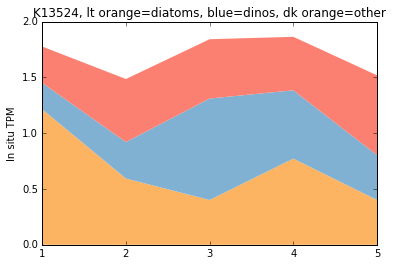 K13524, lt orange=diatoms, blue=dinos, dk orange=other
2.0
1.5
1.0
0.5
0.0
In situ TPM
1 2 3 4 5